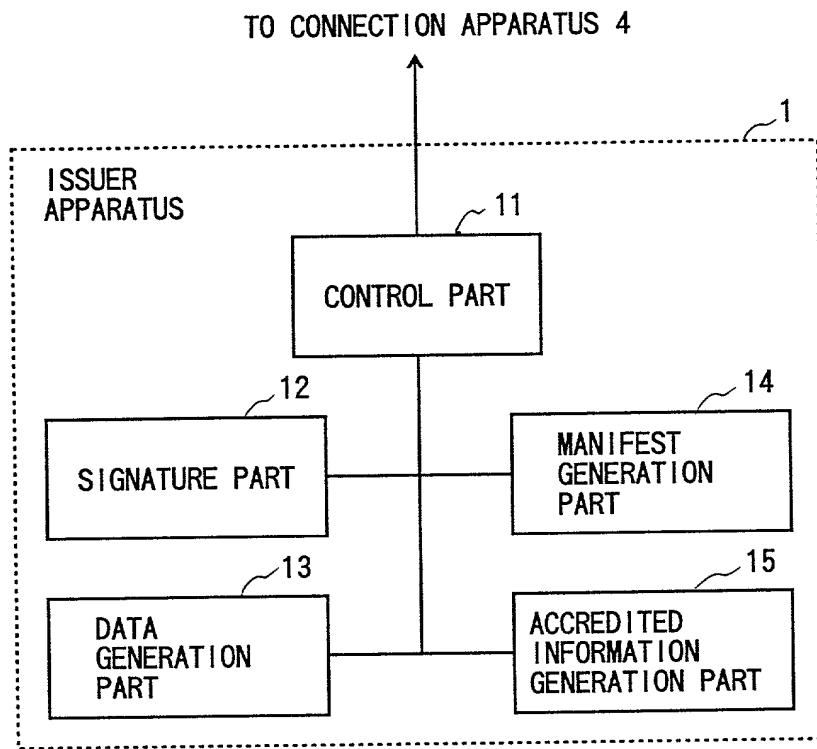 TO CONNECTION APPARATUS 4
1
ISSUER
APPARATUS
11
CONTROL PART
12
SIGNATURE PART
14
MANIFEST
GENERATION
PART
13
DATA
GENERATION
PART
15
ACCREDITED
INFORMATION
GENERATION PART